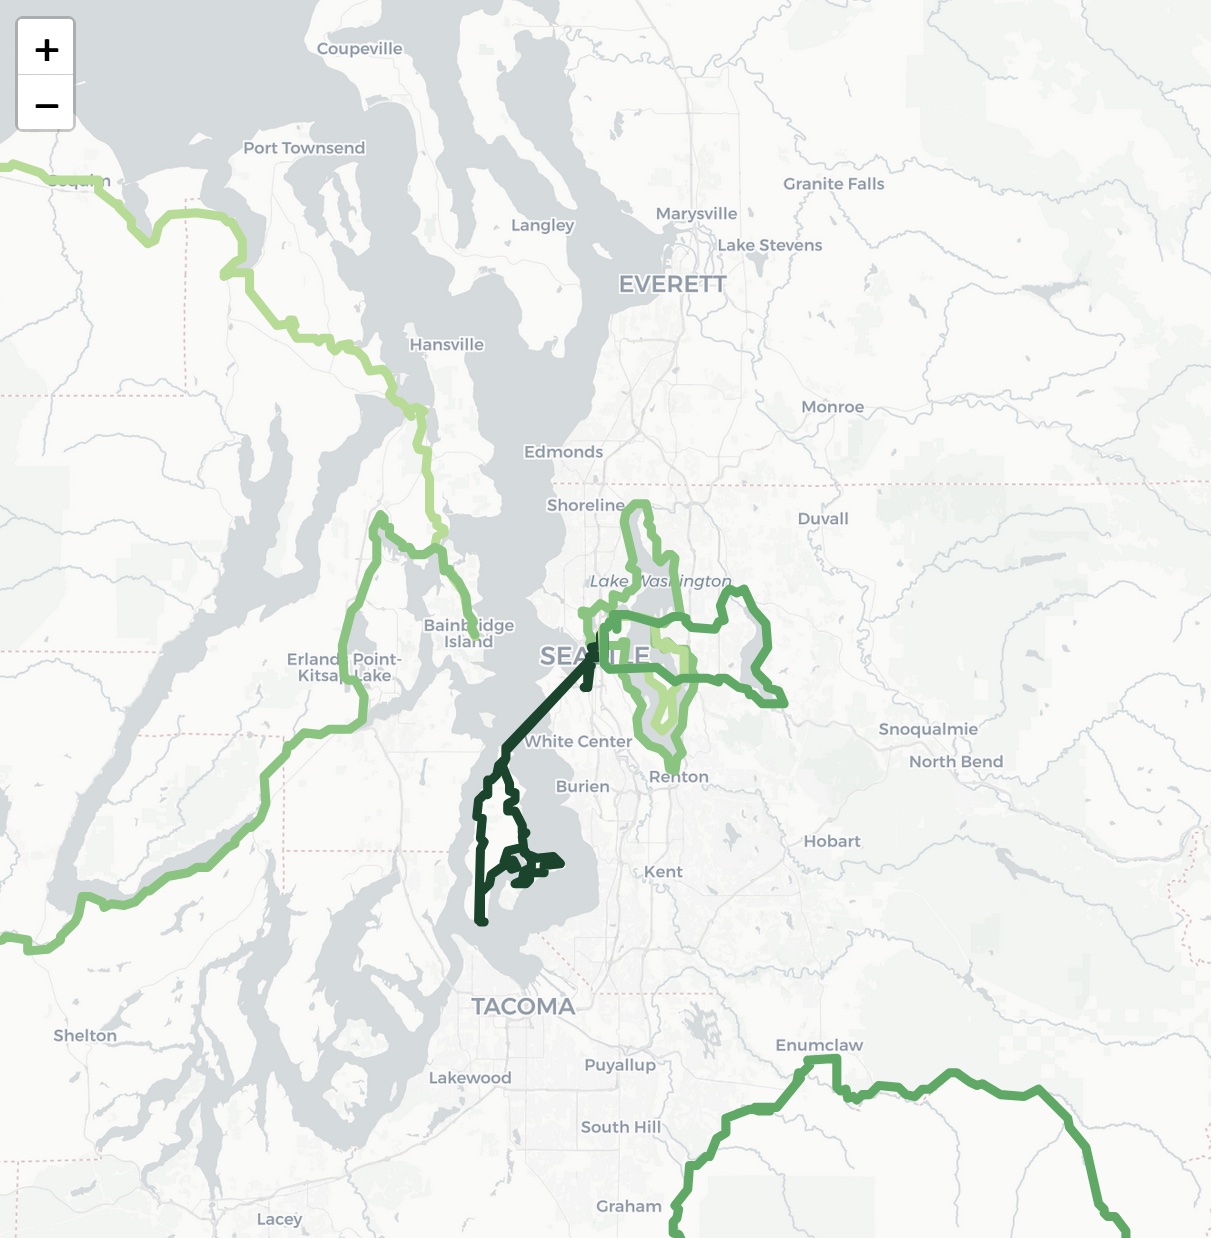 +
−
Coupeville
Port Townsend
Sequim
Granite Falls
Marysville
Langley
Lake Stevens
EVERETT
Hansville
Monroe
Edmonds
Shoreline
Duvall
Lake Washington
Bainbridge
Island
SEATTLE
Erlands Point-
Kitsap Lake
Snoqualmie
White Center
North Bend
Renton
Burien
Hobart
Kent
TACOMA
Shelton
Enumclaw
Puyallup
Lakewood
South Hill
Graham
Lacey